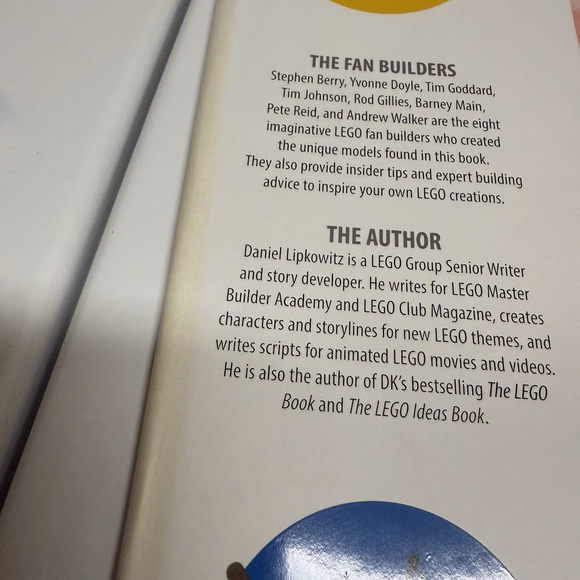 THE FAN BUILDERS
Stephen Berry, Yvonne Doyle, Tim Goddard,
Tim Johnson, Rod Gillies, Barney Main,
Pete Reid, and Andrew Walker are the eight
imaginative LEGO fan builders who created
the unique models found in this book.
They also provide insider tips and expert building
advice to inspire your own LEGO creations.
THE AUTHOR
Daniel Lipkowitz is a LEGO Group Senior Writer
and story developer. He writes for LEGO Master
Builder Academy and LEGO Club Magazine, creates
characters and storylines for new LEGO themes, and
writes scripts for animated LEGO movies and videos.
He is also the author of DK's bestselling The LEGO
Book and The LEGO Ideas Book.